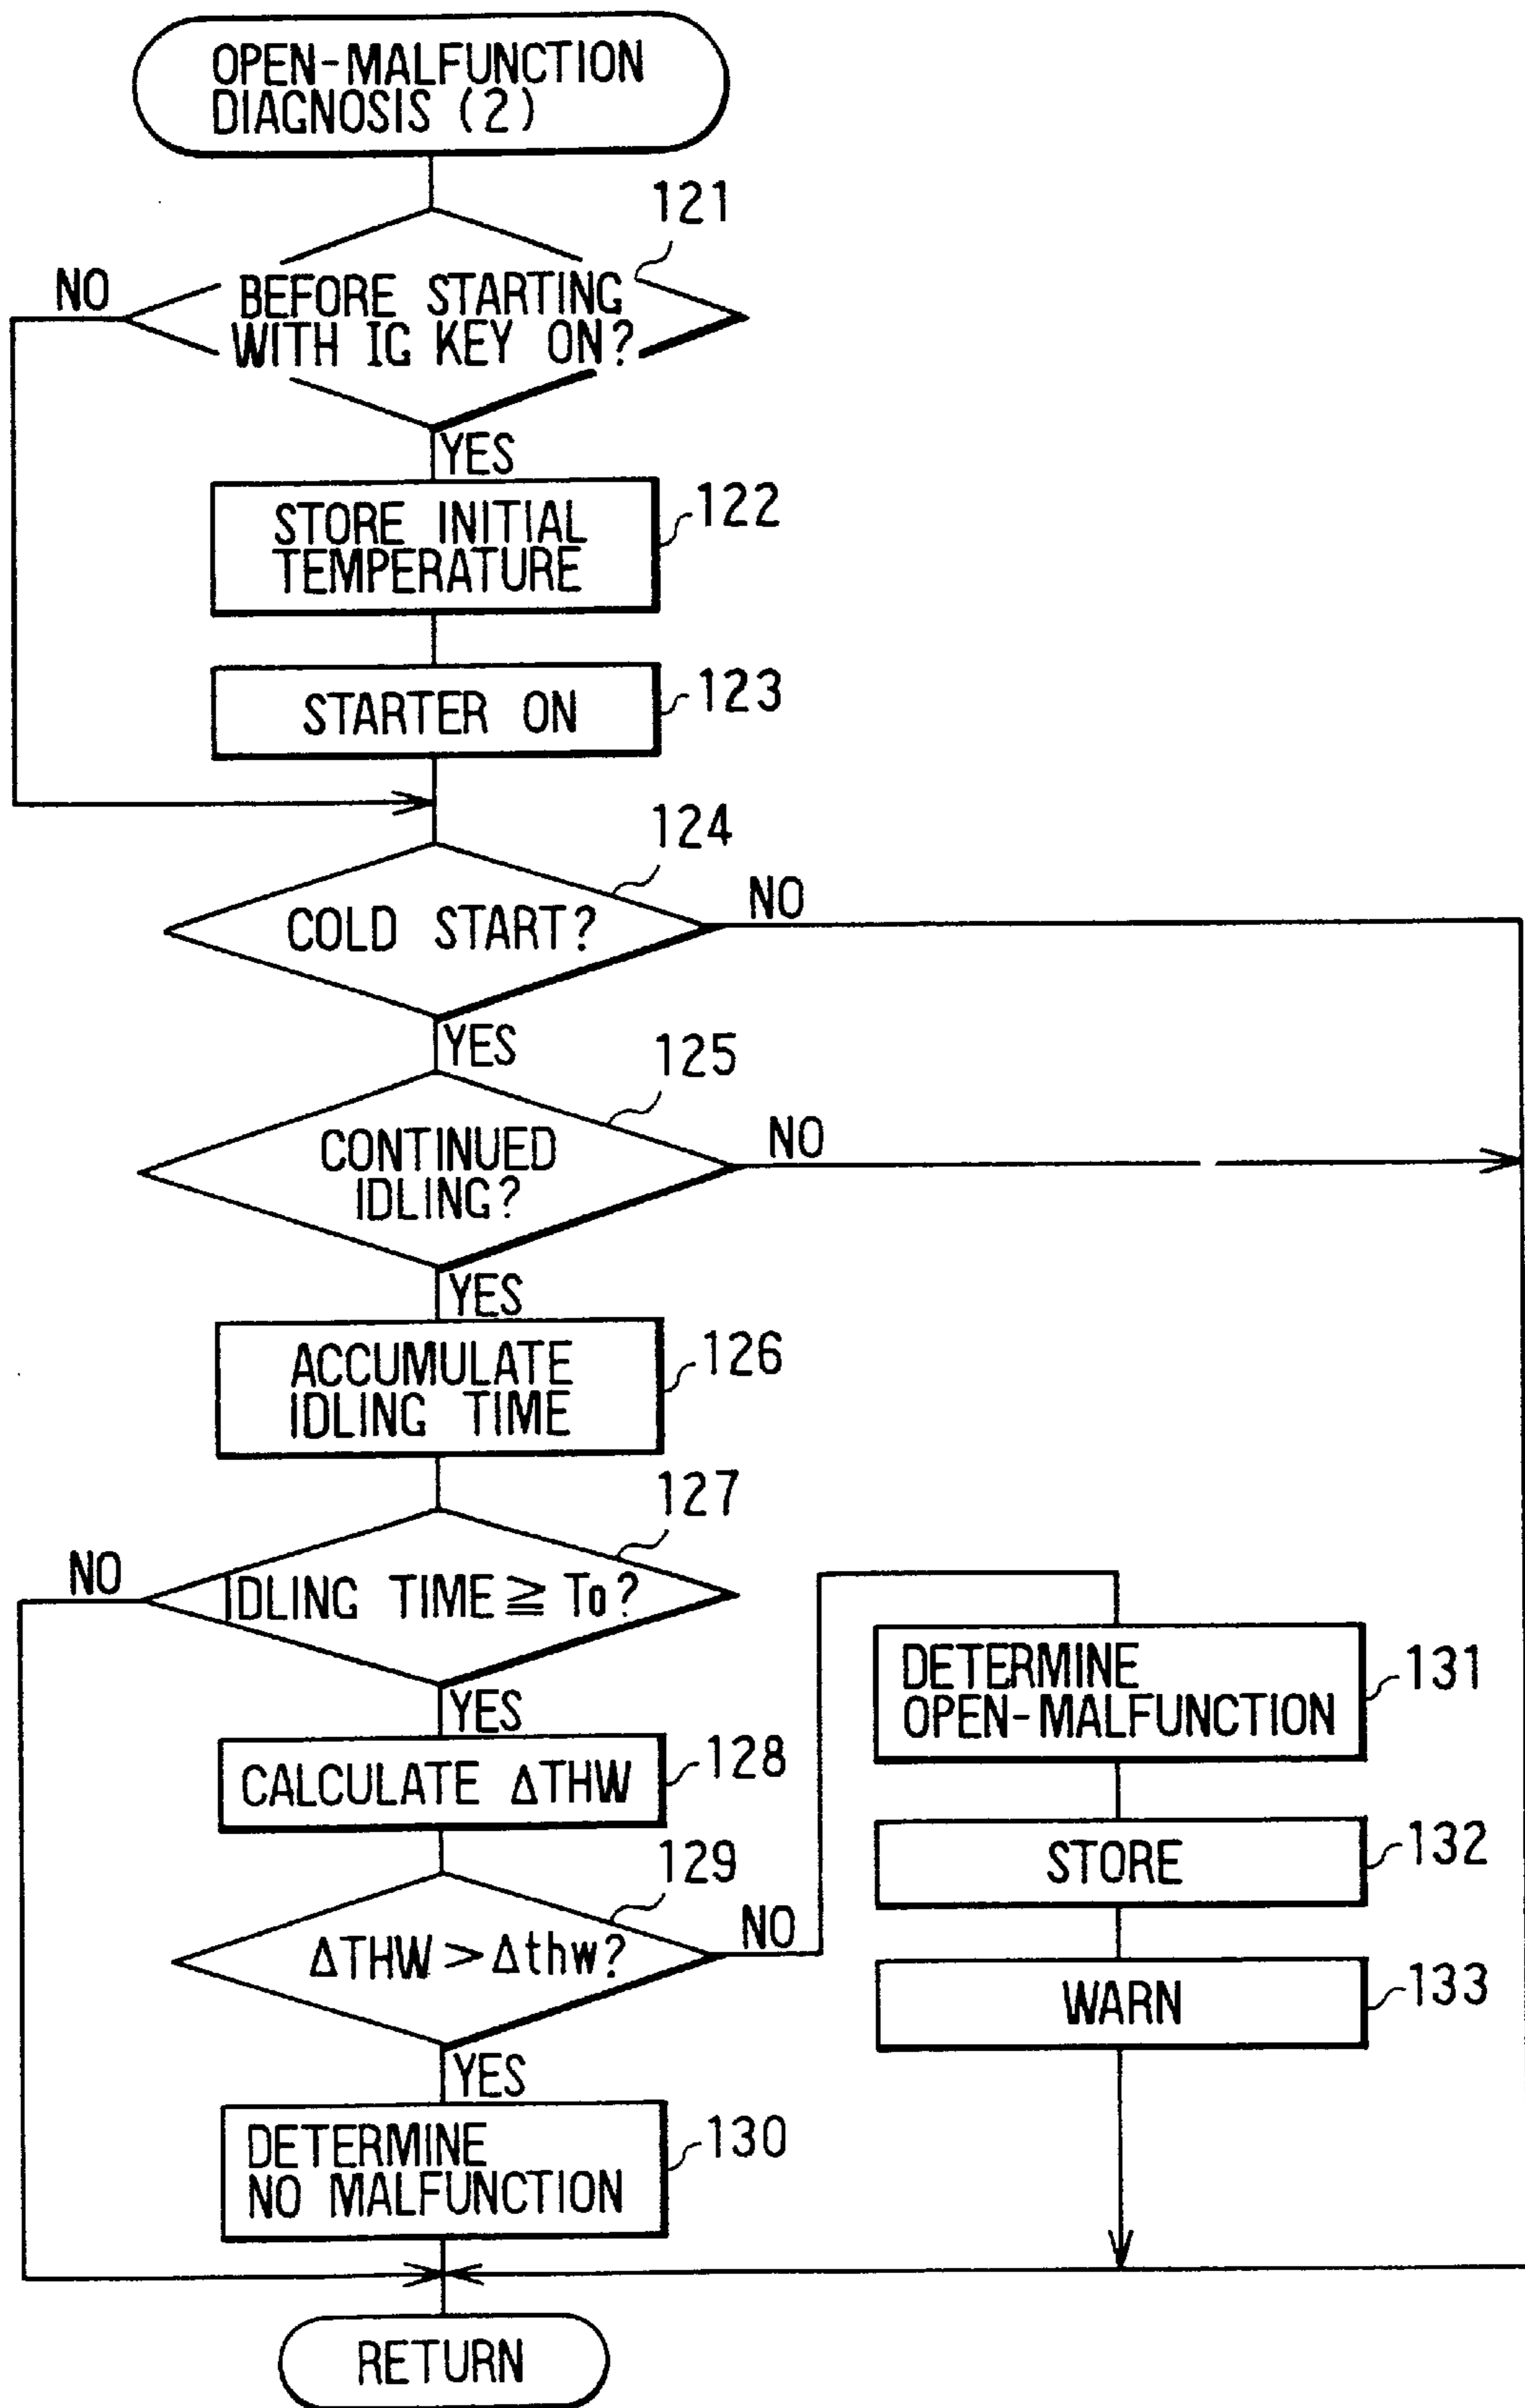 OPEN-MALFUNCTION
DIAGNOSIS (2)
121
NO
BEFORE STARTING
WITH IG KEY ON?
YES
STORE INITIAL
TEMPERATURE
122
STARTER ON
123
124
COLD START?
NO
YES
125
CONTINUED
IDLING?
NO
YES
ACCUMULATE
IDLING TIME
126
127
NO
IDLING TIME ≧ To?
YES
CALCULATE ΔTHW
128
129
ΔTHW > Δthw?
NO
YES
DETERMINE
NO MALFUNCTION
130
DETERMINE
OPEN-MALFUNCTION
131
STORE
132
WARN
133
RETURN